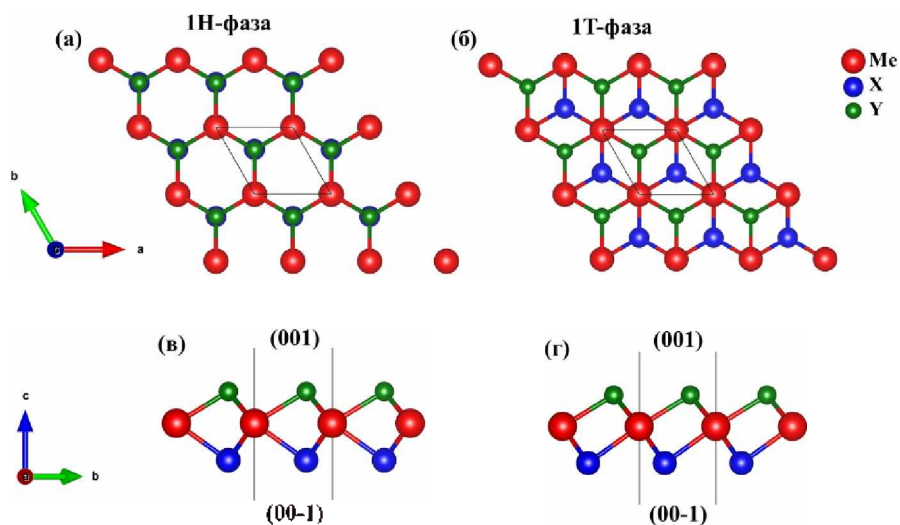 1H-фаза
1T-фаза
(а)
(б)
Me
X
Y
b
c
a
(в)
(001)
(г)
(001)
c
a
b
(00-1)
(00-1)